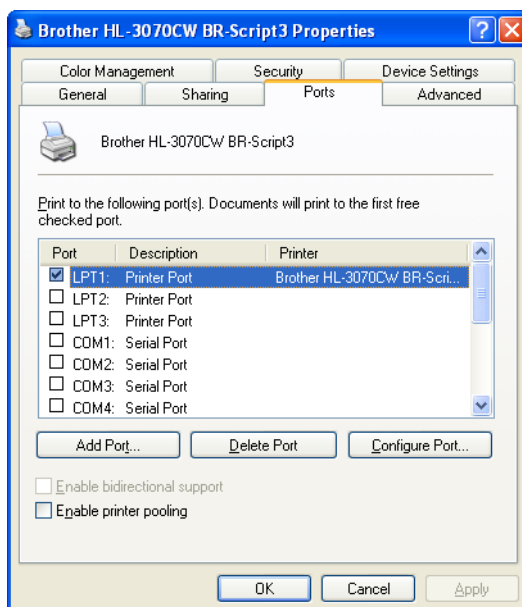 Brother HL-3070CW BR-Script3 Properties
Color Management Security Device Settings
General Sharing Ports Advanced
Brother HL-3070CW BR-Script3
Print to the following port(s). Documents will print to the first free
checked port.
Port Description Printer
LPT1: Printer Port Brother HL-3070CW BR-Scri...
LPT2: Printer Port
LPT3: Printer Port
COM1: Serial Port
COM2: Serial Port
COM3: Serial Port
COM4: Serial Port
Add Port... Delete Port Configure Port...
Enable bidirectional support
Enable printer pooling
OK Cancel Apply